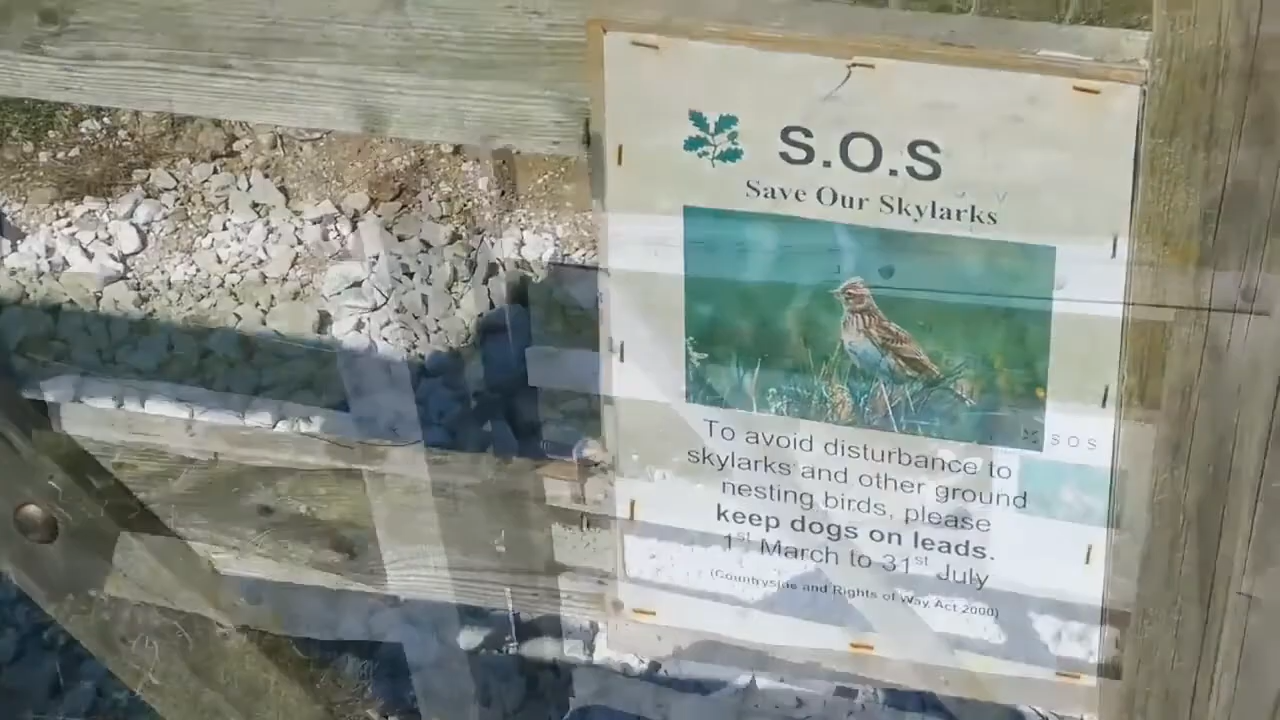 S.O.S
Save Our Skylarks
SOS
To avoid disturbance to
skylarks and other ground
nesting birds, please
keep dogs on leads.
1st March to 31st July
(Countryside and Rights of Way, Act 2000)